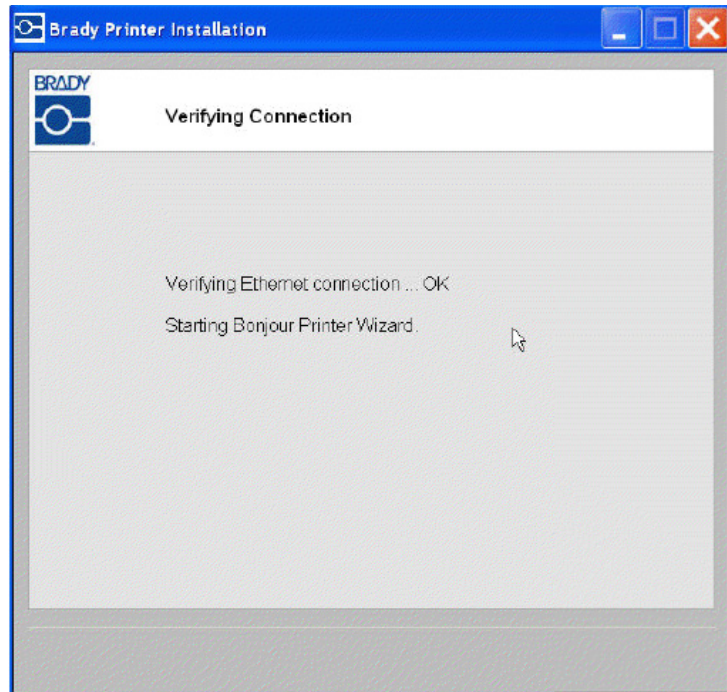 Brady Printer Installation
BRADY
Verifying Connection
Verifying Ethernet connection ... OK
Starting Bonjour Printer Wizard.